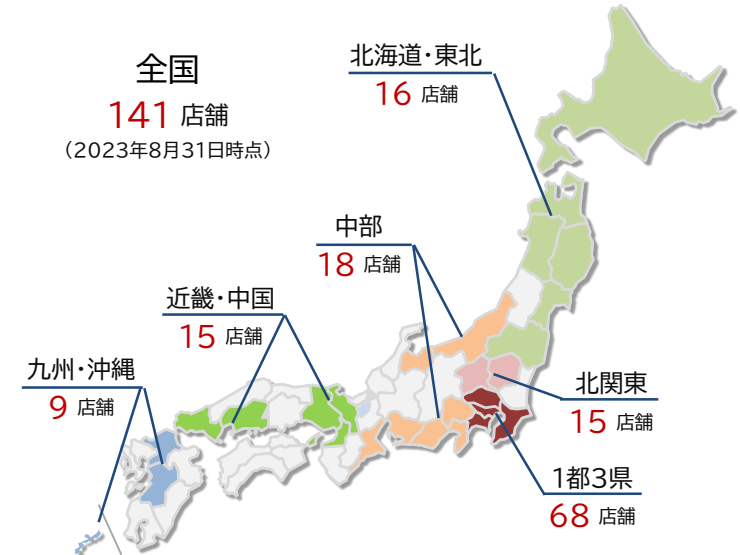 全国
141 店舗
（2023年8月31日時点）
北海道・東北
16 店舗
中部
18 店舗
近畿・中国
15 店舗
九州・沖縄
9 店舗
北関東
15 店舗
1都3県
68 店舗